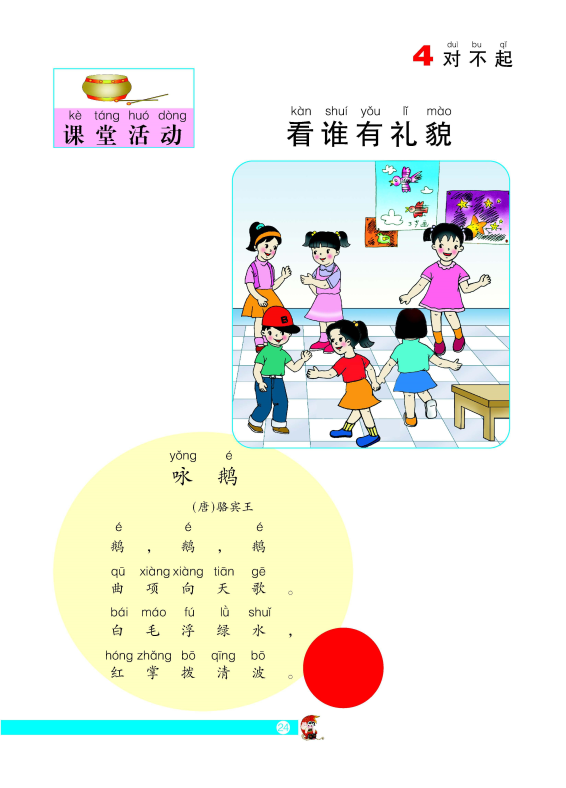 duì bu qǐ
4 对不起
kè táng huó dòng
课堂活动
kàn shuí yǒu lǐ mào
看谁有礼貌
yǒng é
咏 鹅
(唐)骆宾王
é é é
鹅，鹅，鹅
qū xiàng xiàng tiān gē
曲项向天歌。
bái máo fú lǜ shuǐ
白毛浮绿水，
hóng zhǎng bō qīng bō
红掌拨清波。
24